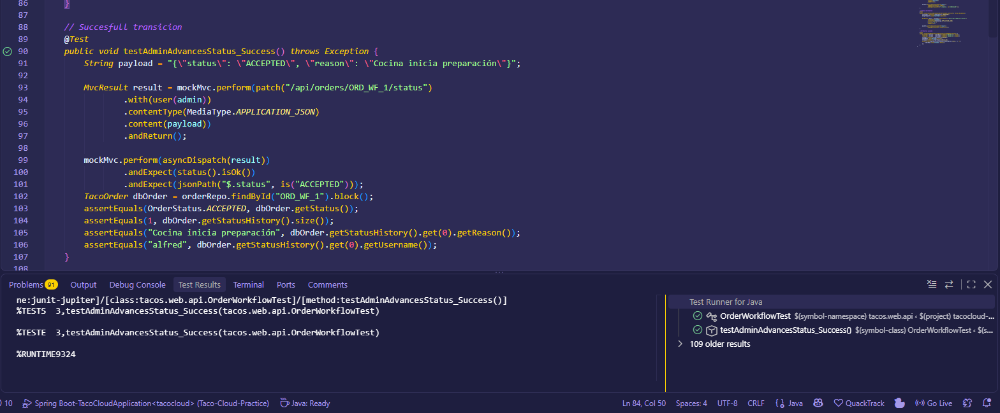 86 }
87
88 // Succesfull transicion
89 @Test
90 public void testAdminAdvancesStatus_Success() throws Exception {
91 String payload = "{\"status\": \"ACCEPTED\", \"reason\": \"Cocina inicia preparación\"}";
92
93 MvcResult result = mockMvc.perform(patch("/api/orders/ORD_WF_1/status")
94 .with(user(admin))
95 .contentType(MediaType.APPLICATION_JSON)
96 .content(payload))
97 .andReturn();
98
99 mockMvc.perform(asyncDispatch(result))
100 .andExpect(status().isOk())
101 .andExpect(jsonPath("$.status", is("ACCEPTED")));
102 TacoOrder dbOrder = orderRepo.findById("ORD_WF_1").block();
103 assertEquals(OrderStatus.ACCEPTED, dbOrder.getStatus());
104 assertEquals(1, dbOrder.getStatusHistory().size());
105 assertEquals("Cocina inicia preparación", dbOrder.getStatusHistory().get(0).getReason());
106 assertEquals("alfred", dbOrder.getStatusHistory().get(0).getUsername());
107 }
108
Problems 91 Output Debug Console Test Results Terminal Ports Comments
ne:junit-jupiter]/[class:tacos.web.api.OrderWorkflowTest]/[method:testAdminAdvancesStatus_Success()]
%TESTS 3,testAdminAdvancesStatus_Success(tacos.web.api.OrderWorkflowTest)
%TESTE 3,testAdminAdvancesStatus_Success(tacos.web.api.OrderWorkflowTest)
%RUNTIME9324
Test Runner for Java
OrderWorkflowTest $(symbol-namespace) tacos.web.api < $(project) tacocloud-...
testAdminAdvancesStatus_Success() $(symbol-class) OrderWorkflowTest < $(s...
109 older results
10 Spring Boot-TacoCloudApplication<tacocloud> (Taco-Cloud-Practice) Java: Ready Ln 84, Col 50 Spaces: 4 UTF-8 CRLF {} Java QuackTrack Go Live